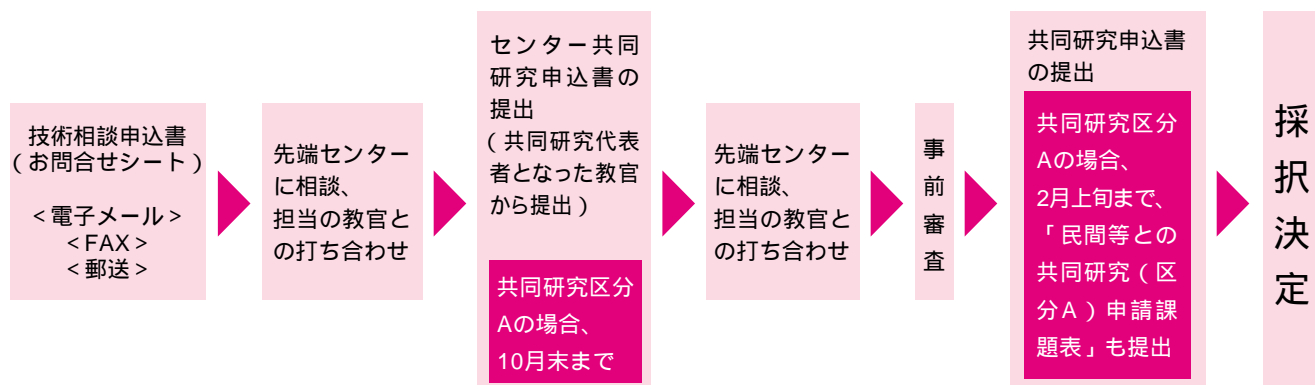 技術相談申込書
(お問合せシート)
<電子メール>
<FAX>
<郵送>
先端センター
に相談、
担当の教官と
の打ち合わせ
センター共同
研究申込書の
提出
(共同研究代表
者となった教官
から提出)
共同研究区分
Aの場合、
10月末まで
先端センター
に相談、
担当の教官と
の打ち合わせ
事前審査
共同研究申込書
の提出
共同研究区分
Aの場合、
2月上旬まで、
「民間等との
共同研究(区
分A)申請課
題表」も提出
採択決定